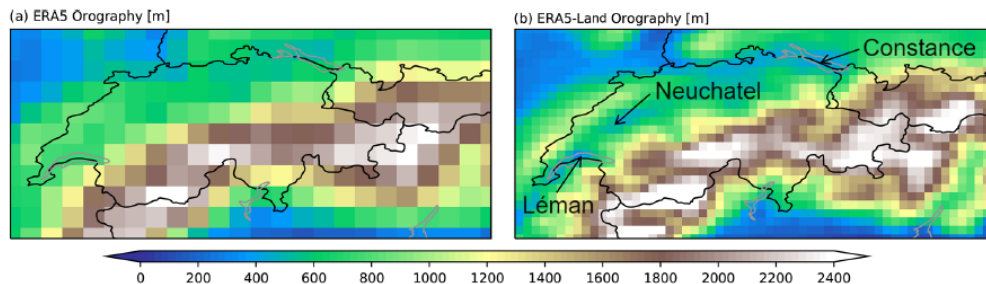 (a) ERA5 Orography [m]
(b) ERA5-Land Orography [m]
Constance
Neuchatel
Léman
0 200 400 600 800 1000 1200 1400 1600 1800 2000 2200 2400